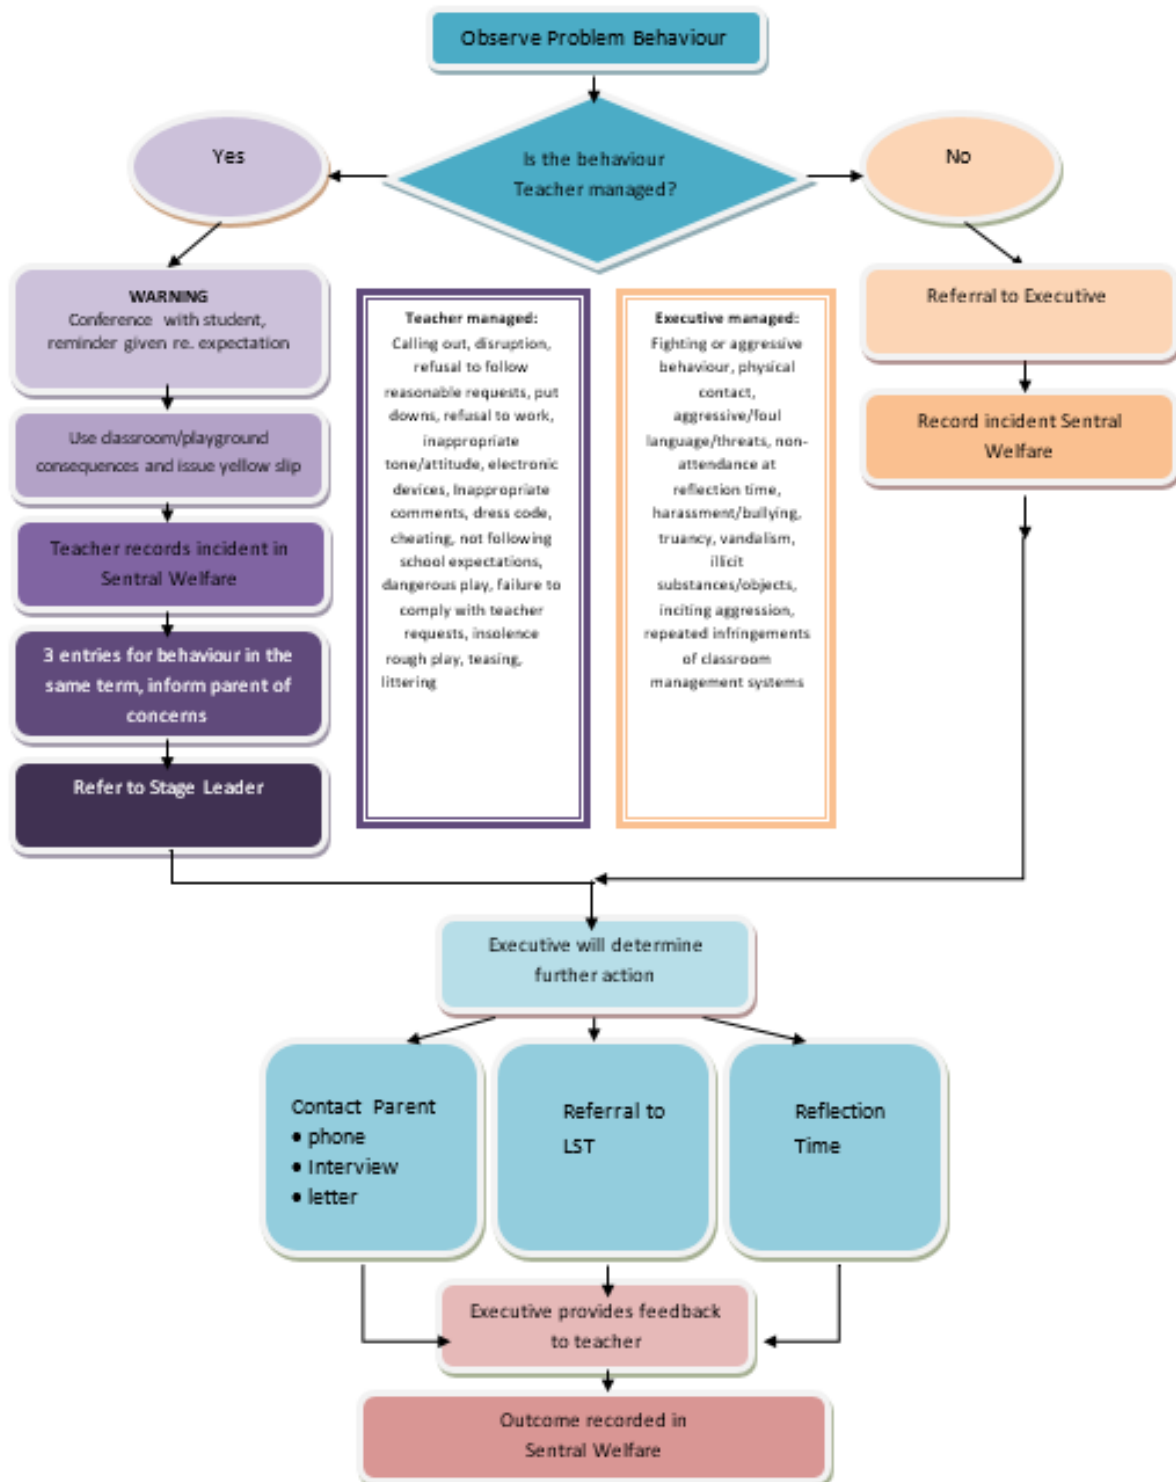 Observe Problem Behaviour
Is the behaviour
Teacher managed?
Yes
No
WARNING
Conference with student,
reminder given re. expectation
Use classroom/playground
consequences and issue yellow slip
Teacher records incident in
Sentral Welfare
3 entries for behaviour in the
same term, inform parent of
concerns
Refer to Stage Leader
Teacher managed:
Calling out, disruption,
refusal to follow
reasonable requests, put
downs, refusal to work,
inappropriate
tone/attitude, electronic
devices, Inappropriate
comments, dress code,
cheating, not following
school expectations,
dangerous play, failure to
comply with teacher
requests, insolence
rough play, teasing,
littering
Executive managed:
Fighting or aggressive
behaviour, physical
contact,
aggressive/foul
language/threats, non-
attendance at
reflection time,
harassment/bullying,
truancy, vandalism,
illicit
substances/objects,
inciting aggression,
repeated infringements
of classroom
management systems
Referral to Executive
Record incident Sentral
Welfare
Executive will determine
further action
Contact Parent
• phone
• Interview
• letter
Referral to
LST
Reflection
Time
Executive provides feedback
to teacher
Outcome recorded in
Sentral Welfare